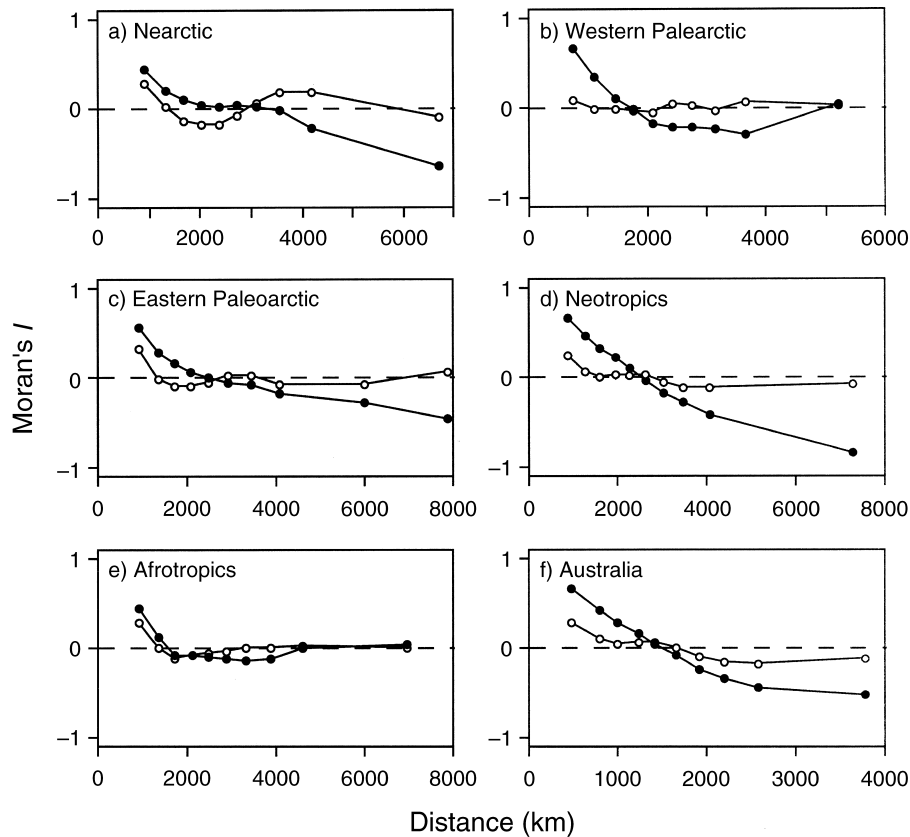 a) Nearctic
b) Western Palearctic
1
0
−1
0 2000 4000 6000
1
0
−1
0 2000 4000 6000
c) Eastern Paleoarctic
d) Neotropics
1
0
−1
0 2000 4000 6000 8000
1
0
−1
0 2000 4000 6000 8000
e) Afrotropics
f) Australia
1
0
−1
0 2000 4000 6000 8000
1
0
−1
0 1000 2000 3000 4000
Moran's I
Distance (km)